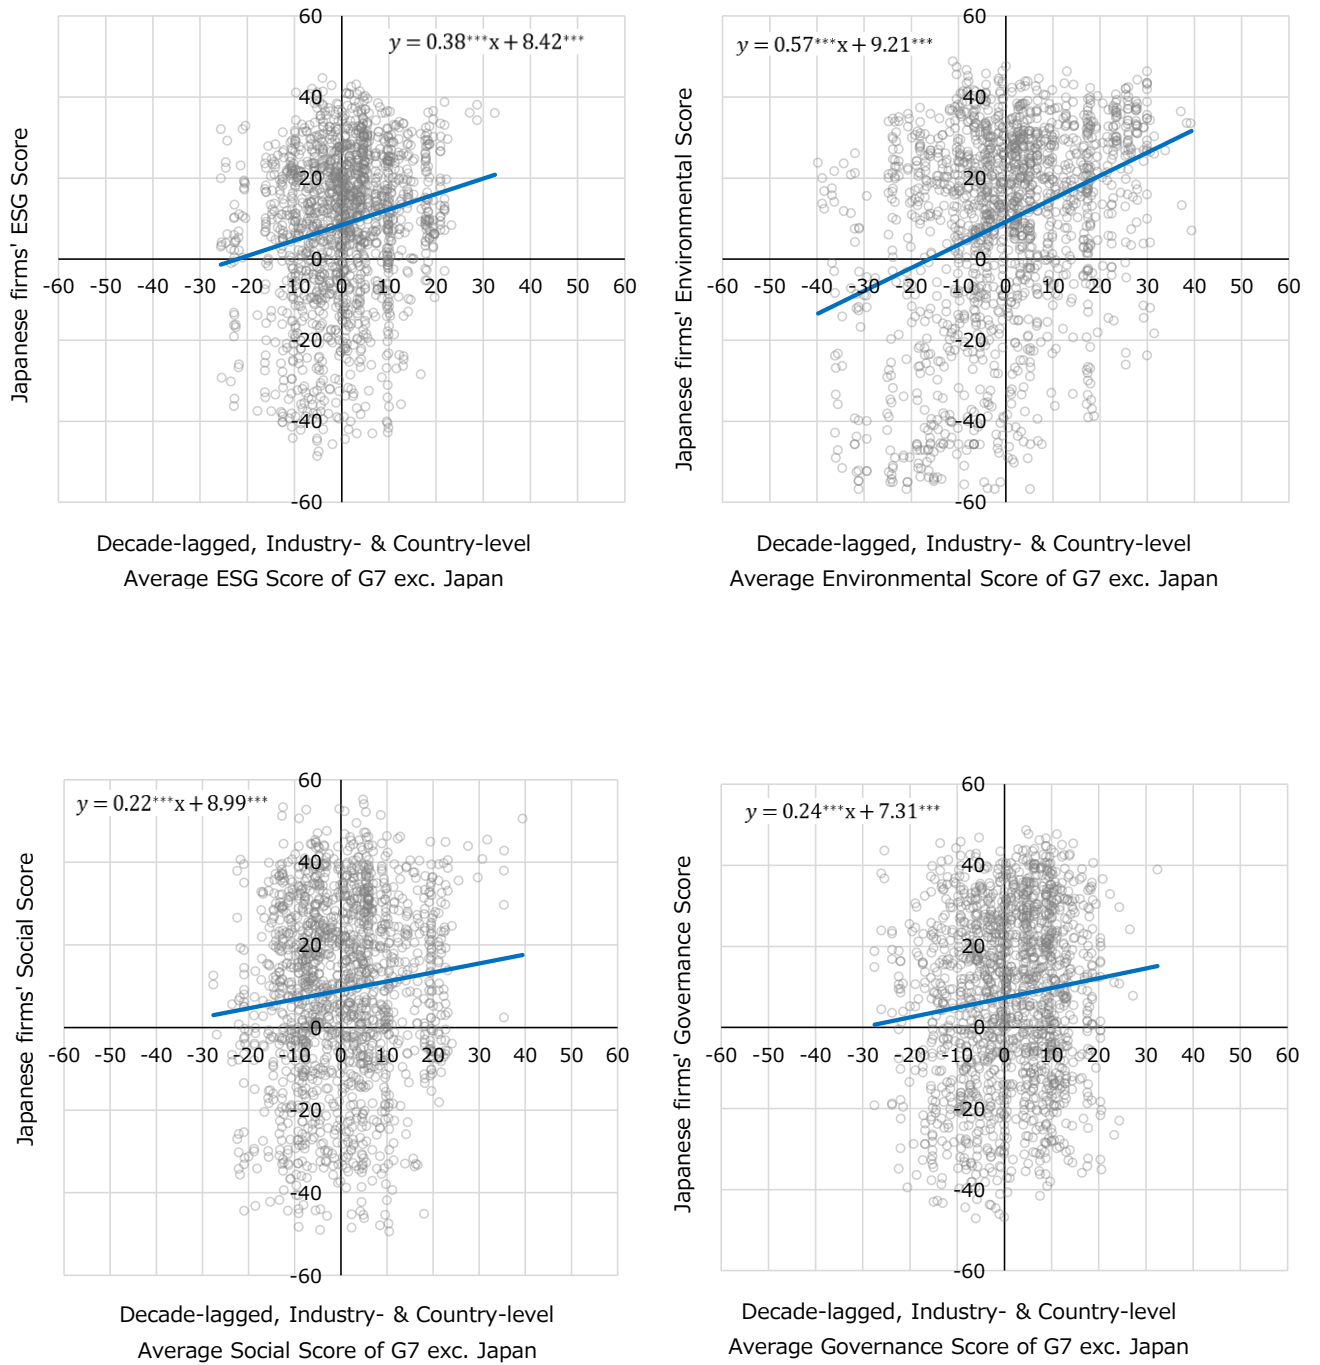 y = 0.38***x + 8.42***
Japanese firms' ESG Score
60
40
20
0
-20
-40
-60
-60 -50 -40 -30 -20 -10 0 10 20 30 40 50 60
Decade-lagged, Industry- & Country-level
Average ESG Score of G7 exc. Japan
y = 0.57***x + 9.21***
Japanese firms' Environmental Score
60
40
20
0
-20
-40
-60
-60 -50 -40 -30 -20 -10 0 10 20 30 40 50 60
Decade-lagged, Industry- & Country-level
Average Environmental Score of G7 exc. Japan
y = 0.22***x + 8.99***
Japanese firms' Social Score
60
40
20
0
-20
-40
-60
-60 -50 -40 -30 -20 -10 0 10 20 30 40 50 60
Decade-lagged, Industry- & Country-level
Average Social Score of G7 exc. Japan
y = 0.24***x + 7.31***
Japanese firms' Governance Score
60
40
20
0
-20
-40
-60
-60 -50 -40 -30 -20 -10 0 10 20 30 40 50 60
Decade-lagged, Industry- & Country-level
Average Governance Score of G7 exc. Japan